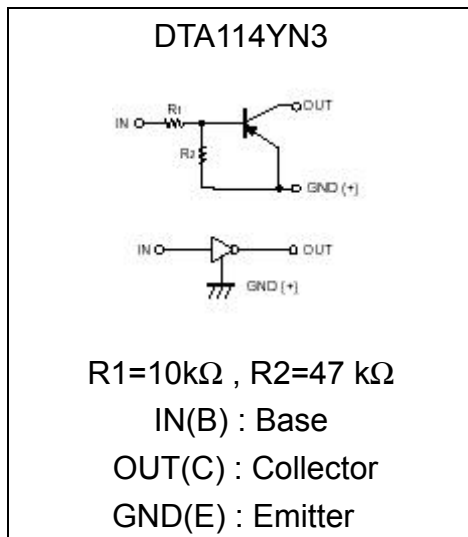 DTA114YN3
R1
OUT
IN
R2
GND (+)
IN
OUT
GND (+)
R1=10kΩ , R2=47 kΩ
IN(B) : Base
OUT(C) : Collector
GND(E) : Emitter